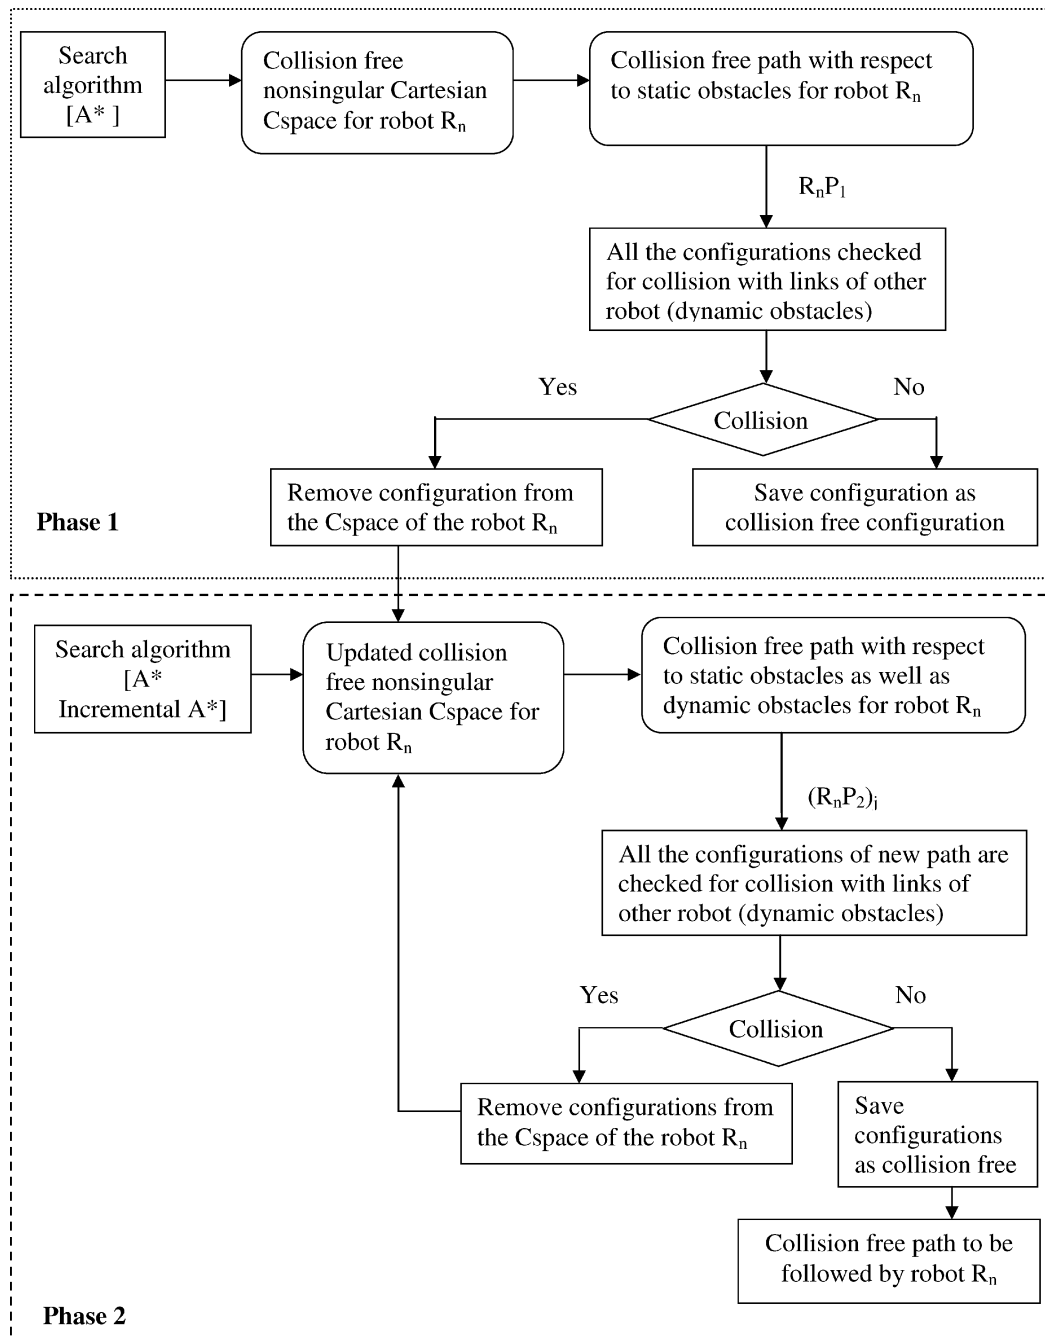 Search
algorithm
[A* ]
Collision free
nonsingular Cartesian
Cspace for robot Rn
Collision free path with respect
to static obstacles for robot Rn
RnP1
All the configurations checked
for collision with links of other
robot (dynamic obstacles)
Yes
No
Collision
Remove configuration from
the Cspace of the robot Rn
Save configuration as
collision free configuration
Phase 1
Search algorithm
[A*
Incremental A*]
Updated collision
free nonsingular
Cartesian Cspace for
robot Rn
Collision free path with respect
to static obstacles as well as
dynamic obstacles for robot Rn
(RnP2)j
All the configurations of new path are
checked for collision with links of
other robot (dynamic obstacles)
Yes
No
Collision
Remove configurations from
the Cspace of the robot Rn
Save
configurations
as collision free
Collision free path to be
followed by robot Rn
Phase 2